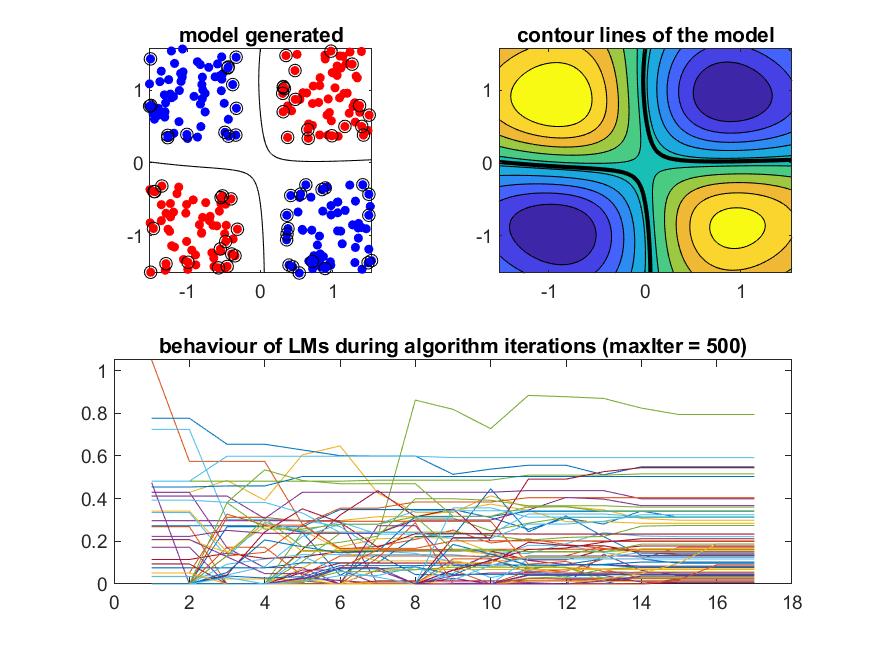 model generated
contour lines of the model
1
0
-1
-1 0 1
1
0
-1
-1 0 1
behaviour of LMs during algorithm iterations (maxIter = 500)
1
0.8
0.6
0.4
0.2
0
0 2 4 6 8 10 12 14 16 18